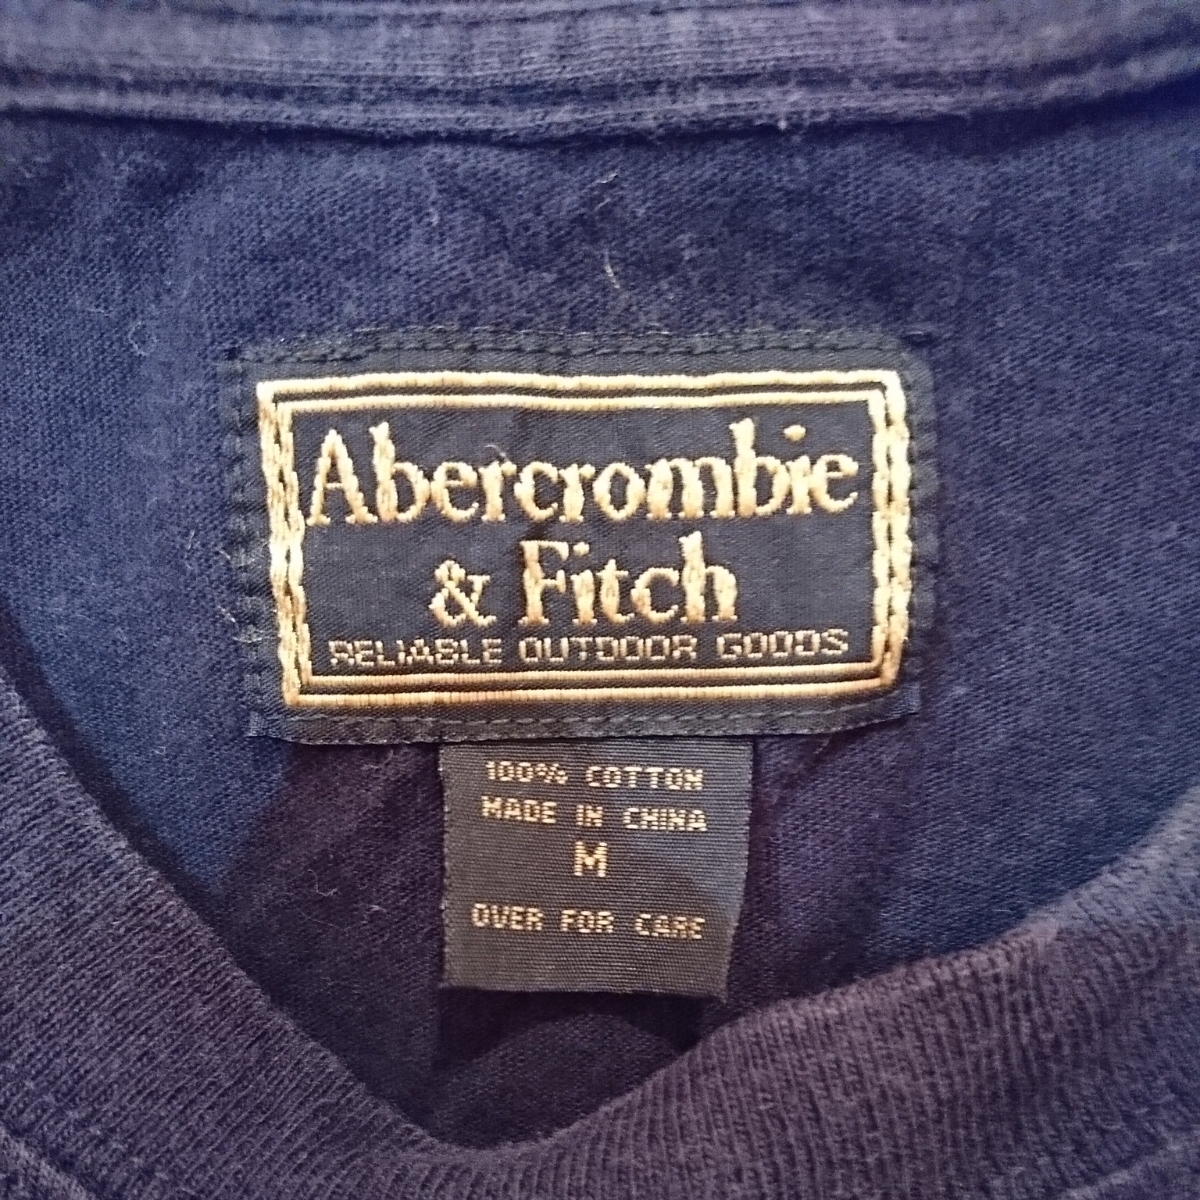 Abercrombie
& Fitch
RELIABLE OUTDOOR GOODS
100% COTTON
MADE IN CHINA
M
OVER FOR CARE